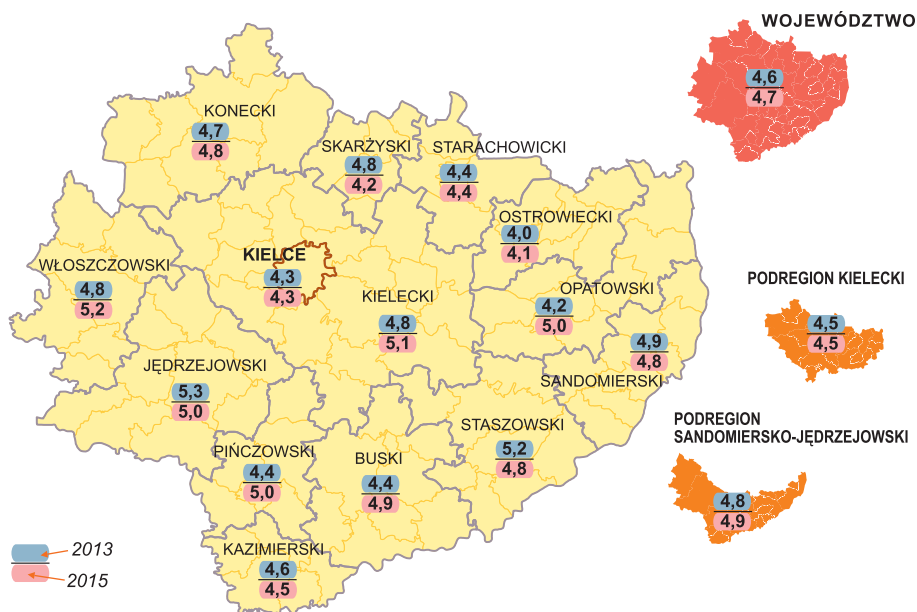 WOJEWÓDZTWO
4,6
4,7
KONECKI
4,7
4,8
SKARŻYSKI
4,8
4,2
STARACHOWICKI
4,4
4,4
OSTROWIECKI
4,0
4,1
WŁOSZCZOWSKI
4,8
5,2
KIELCE
4,3
4,3
KIELECKI
4,8
5,1
OPATOWSKI
4,2
5,0
PODREGION KIELECKI
4,5
4,5
JĘDRZEJOWSKI
5,3
5,0
4,9
4,8
SANDOMIERSKI
STASZOWSKI
5,2
4,8
PODREGION
SANDOMIERSKO-JĘDRZEJOWSKI
4,8
4,9
PIŃCZOWSKI
4,4
5,0
BUSKI
4,4
4,9
KAZIMIERSKI
4,6
4,5
2013
2015